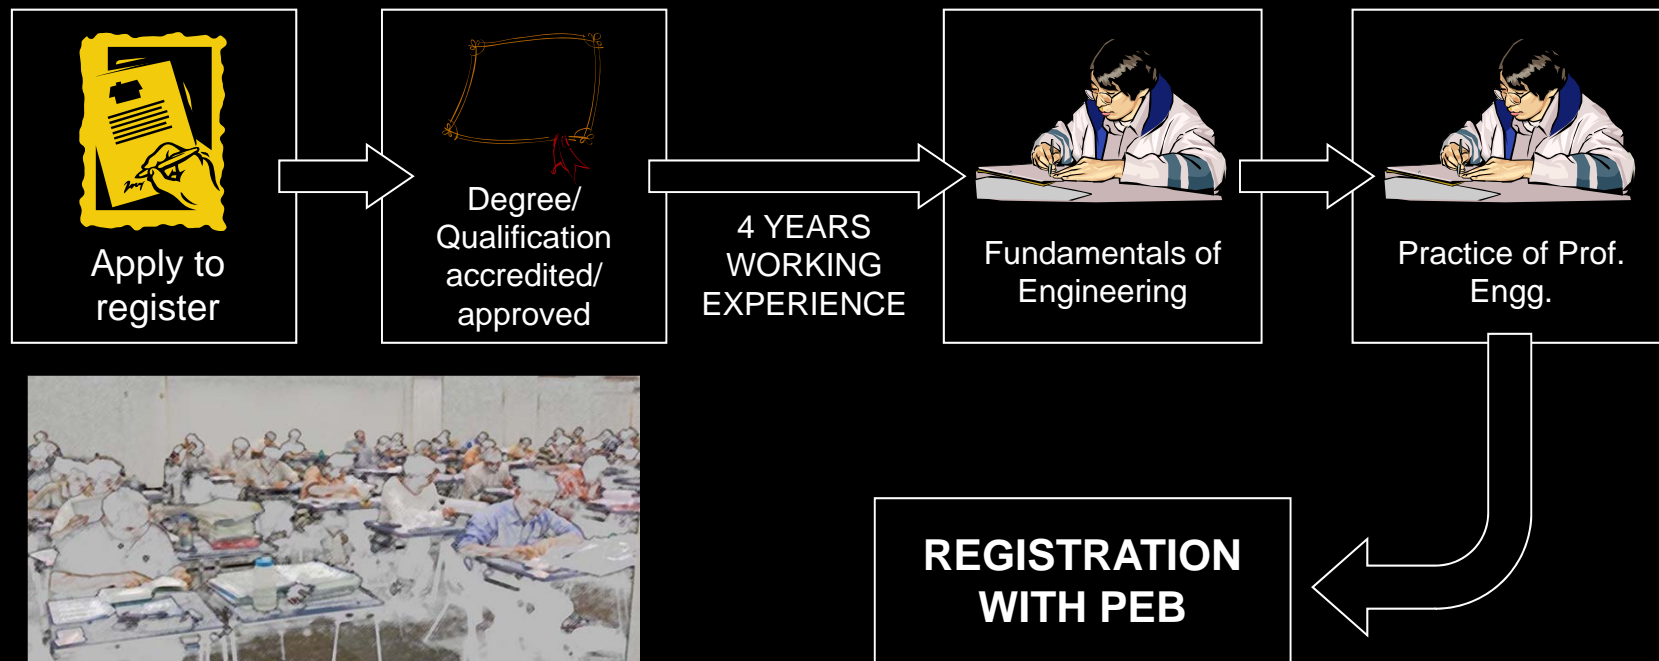 Apply to
register
Degree/
Qualification
accredited/
approved
4 YEARS
WORKING
EXPERIENCE
Fundamentals of
Engineering
Practice of Prof.
Engg.
REGISTRATION
WITH PEB